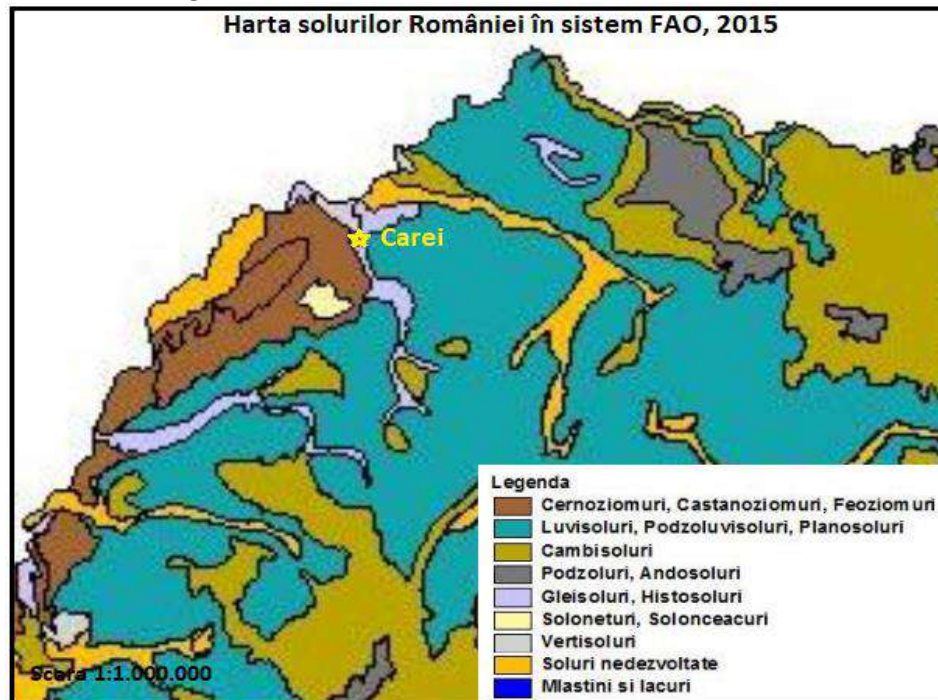 Harta solurilor României în sistem FAO, 2015
Carei
Legenda
Cernoziomuri, Castanoziomuri, Feoziomuri
Luvisoluri, Podzoluvisoluri, Planosoluri
Cambisoluri
Podzoluri, Andosoluri
Gleisoluri, Histosoluri
Soloneturi, Solonceacuri
Vertisoluri
Soluri nedezvoltate
Mlastini si lacuri
Scara 1:1.000.000